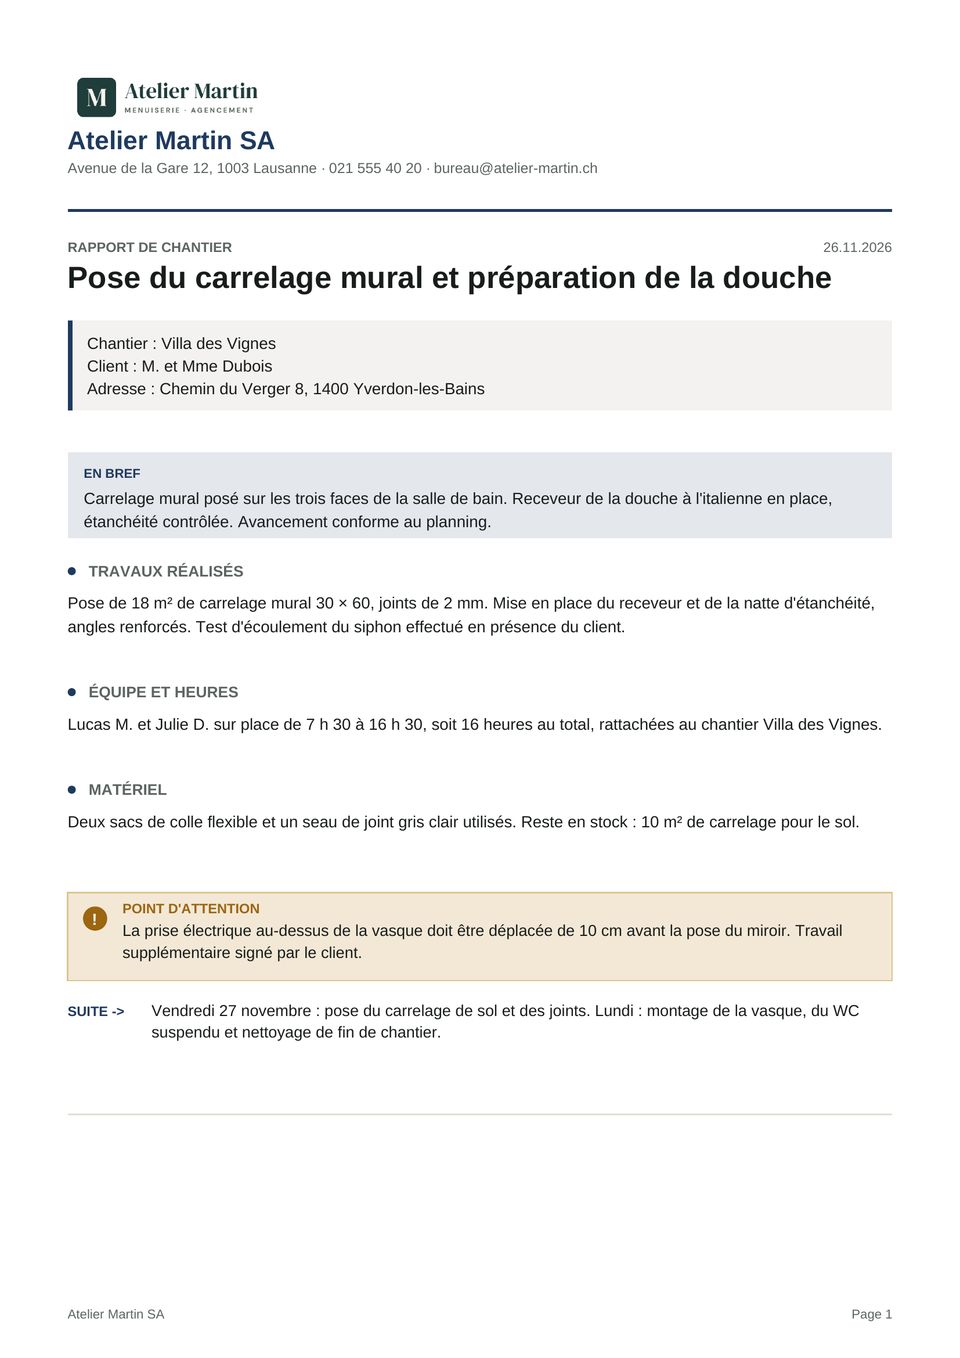 M
Atelier Martin
MENUISERIE · AGENCEMENT
Atelier Martin SA
Avenue de la Gare 12, 1003 Lausanne · 021 555 40 20 · bureau@atelier-martin.ch
RAPPORT DE CHANTIER 26.11.2026
Pose du carrelage mural et préparation de la douche
Chantier : Villa des Vignes
Client : M. et Mme Dubois
Adresse : Chemin du Verger 8, 1400 Yverdon-les-Bains
EN BREF
Carrelage mural posé sur les trois faces de la salle de bain. Receveur de la douche à l'italienne en place,
étanchéité contrôlée. Avancement conforme au planning.
TRAVAUX RÉALISÉS
Pose de 18 m² de carrelage mural 30 × 60, joints de 2 mm. Mise en place du receveur et de la natte d'étanchéité,
angles renforcés. Test d'écoulement du siphon effectué en présence du client.
ÉQUIPE ET HEURES
Lucas M. et Julie D. sur place de 7 h 30 à 16 h 30, soit 16 heures au total, rattachées au chantier Villa des Vignes.
MATÉRIEL
Deux sacs de colle flexible et un seau de joint gris clair utilisés. Reste en stock : 10 m² de carrelage pour le sol.
POINT D'ATTENTION
! La prise électrique au-dessus de la vasque doit être déplacée de 10 cm avant la pose du miroir. Travail
supplémentaire signé par le client.
SUITE -> Vendredi 27 novembre : pose du carrelage de sol et des joints. Lundi : montage de la vasque, du WC
suspendu et nettoyage de fin de chantier.
Atelier Martin SA Page 1